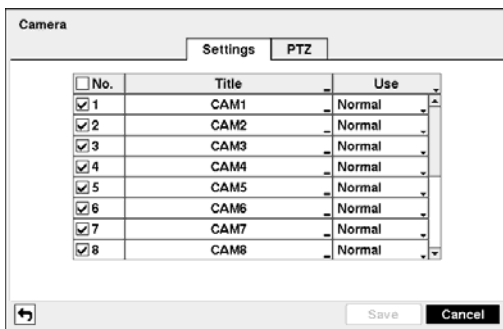 Camera
Settings PTZ
No. Title Use
1 CAM1 Normal
2 CAM2 Normal
3 CAM3 Normal
4 CAM4 Normal
5 CAM5 Normal
6 CAM6 Normal
7 CAM7 Normal
8 CAM8 Normal
Save Cancel